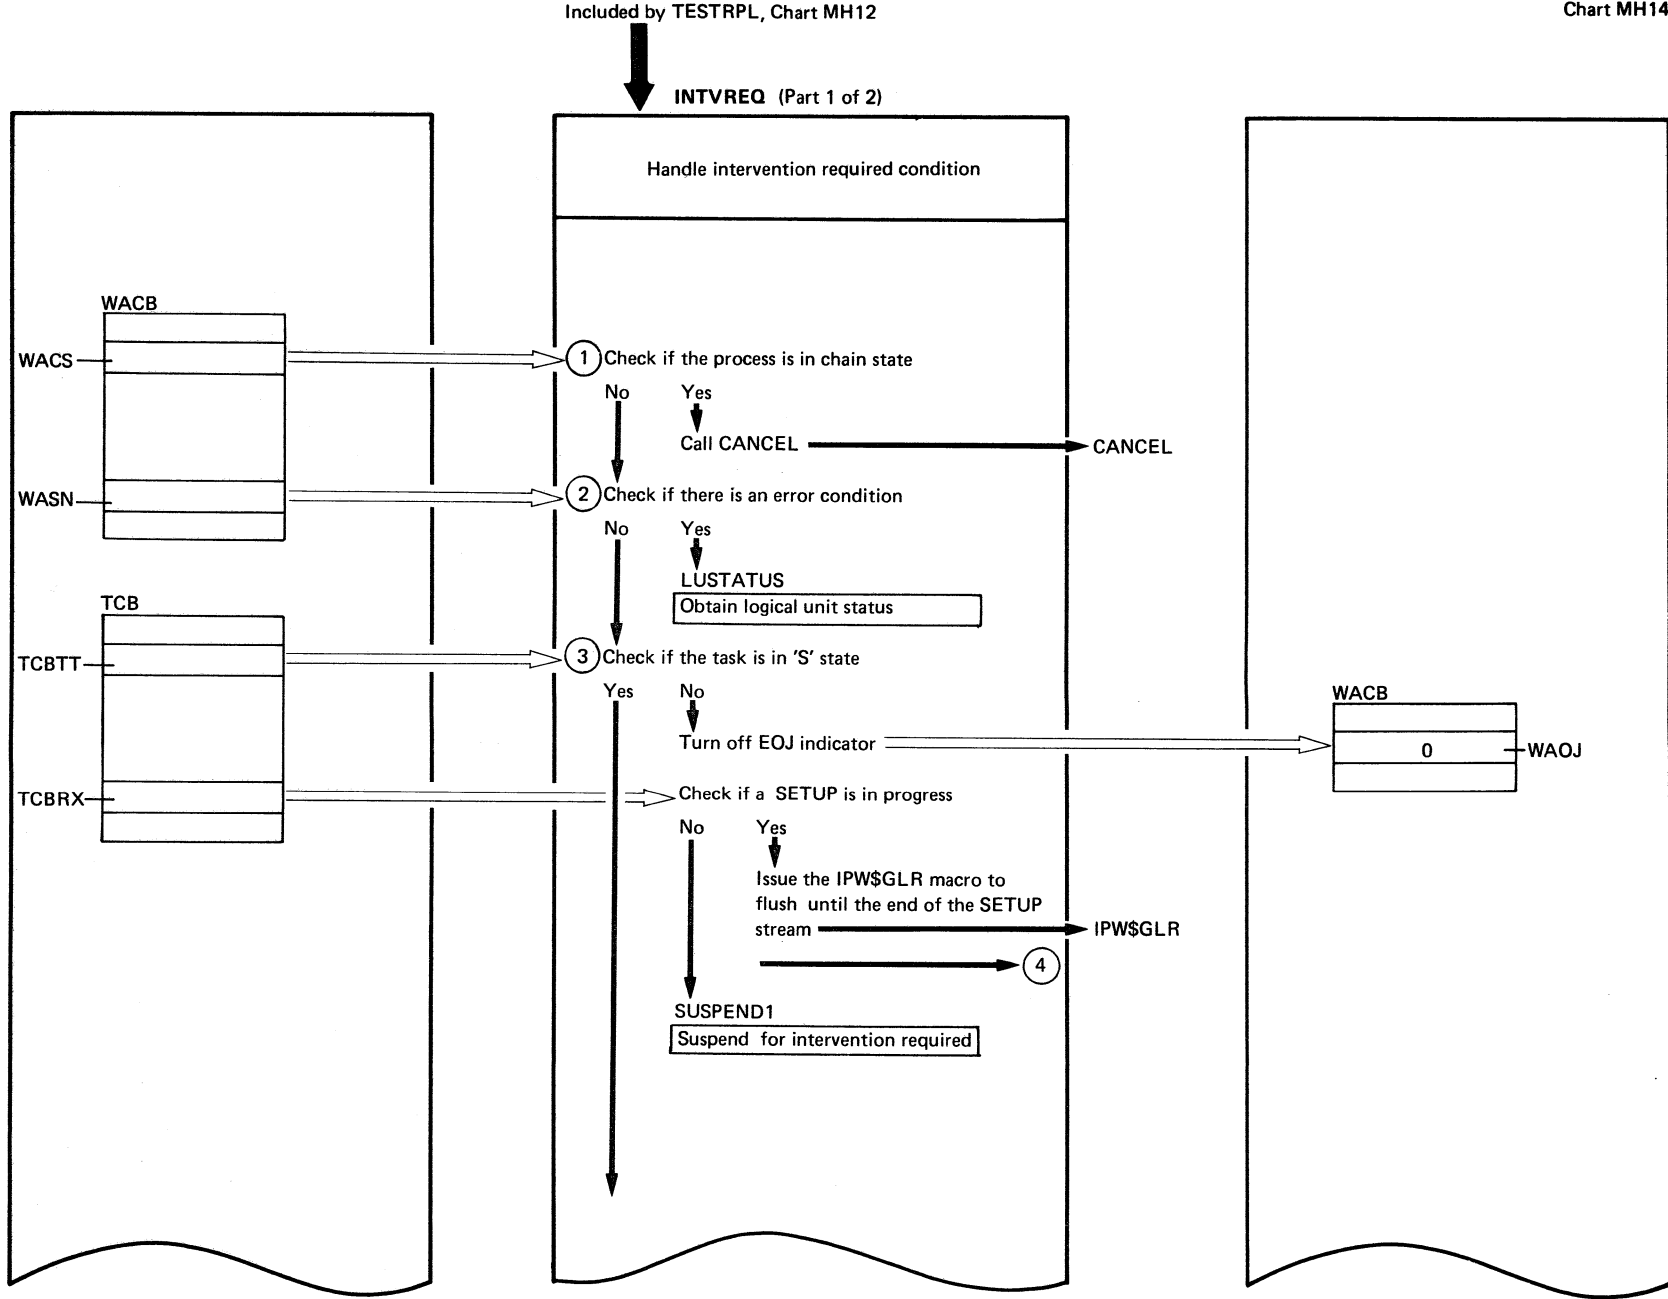 Included by TESTRPL, Chart MH12
Chart MH14
INTVREQ (Part 1 of 2)
Handle intervention required condition
WACB
WACS
1 Check if the process is in chain state
No Yes
Call CANCEL
CANCEL
WASN
2 Check if there is an error condition
No Yes
LUSTATUS
Obtain logical unit status
TCB
TCBTT
3 Check if the task is in 'S' state
Yes No
WACB
Turn off EOJ indicator
0
WAOJ
TCBRX
Check if a SETUP is in progress
No Yes
Issue the IPW$GLR macro to
flush until the end of the SETUP
stream
IPW$GLR
4
SUSPEND1
Suspend for intervention required